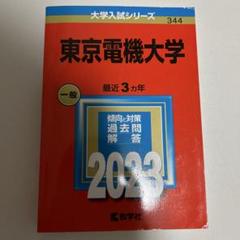 大学入試シリーズ
344
東京電機大学
最近3ヵ年
一般
傾向と対策
過去問
解答
2023
教学社